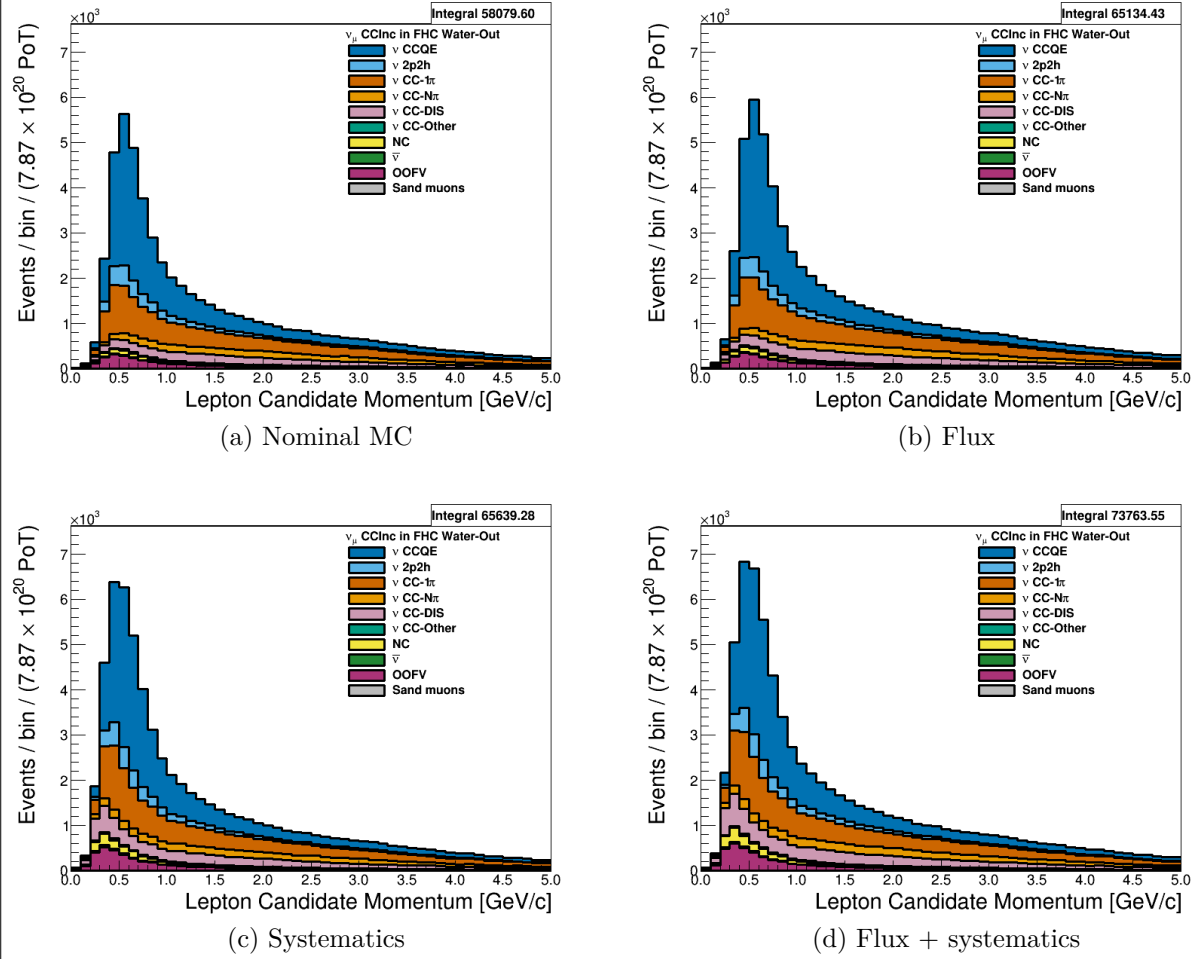 ×10³ Integral 58079.60
Events / bin / (7.87 × 10²⁰ PoT)
7
6
5
4
3
2
1
0
ν_μ CCInc in FHC Water-Out
ν CCQE
ν 2p2h
ν CC-1π
ν CC-Nπ
ν CC-DIS
ν CC-Other
NC
ν̅
OOFV
Sand muons
0.0 0.5 1.0 1.5 2.0 2.5 3.0 3.5 4.0 4.5 5.0
Lepton Candidate Momentum [GeV/c]
(a) Nominal MC
×10³ Integral 65134.43
Events / bin / (7.87 × 10²⁰ PoT)
7
6
5
4
3
2
1
0
ν_μ CCInc in FHC Water-Out
ν CCQE
ν 2p2h
ν CC-1π
ν CC-Nπ
ν CC-DIS
ν CC-Other
NC
ν̅
OOFV
Sand muons
0.0 0.5 1.0 1.5 2.0 2.5 3.0 3.5 4.0 4.5 5.0
Lepton Candidate Momentum [GeV/c]
(b) Flux
×10³ Integral 65639.28
Events / bin / (7.87 × 10²⁰ PoT)
7
6
5
4
3
2
1
0
ν_μ CCInc in FHC Water-Out
ν CCQE
ν 2p2h
ν CC-1π
ν CC-Nπ
ν CC-DIS
ν CC-Other
NC
ν̅
OOFV
Sand muons
0.0 0.5 1.0 1.5 2.0 2.5 3.0 3.5 4.0 4.5 5.0
Lepton Candidate Momentum [GeV/c]
(c) Systematics
×10³ Integral 73763.55
Events / bin / (7.87 × 10²⁰ PoT)
7
6
5
4
3
2
1
0
ν_μ CCInc in FHC Water-Out
ν CCQE
ν 2p2h
ν CC-1π
ν CC-Nπ
ν CC-DIS
ν CC-Other
NC
ν̅
OOFV
Sand muons
0.0 0.5 1.0 1.5 2.0 2.5 3.0 3.5 4.0 4.5 5.0
Lepton Candidate Momentum [GeV/c]
(d) Flux + systematics